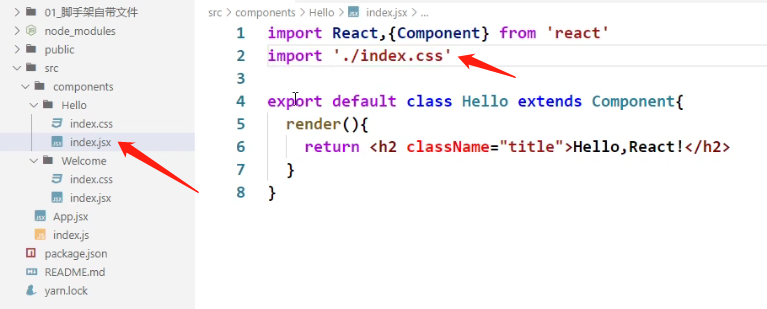 01_脚手架自带文件
node_modules
public
src
components
Hello
index.css
index.jsx
Welcome
index.css
index.jsx
App.jsx
index.js
package.json
README.md
yarn.lock
src > components > Hello > index.jsx > ...
1 import React,{Component} from 'react'
2 import './index.css'
3
4 export default class Hello extends Component{
5 render(){
6 return <h2 className="title">Hello,React!</h2>
7 }
8 }